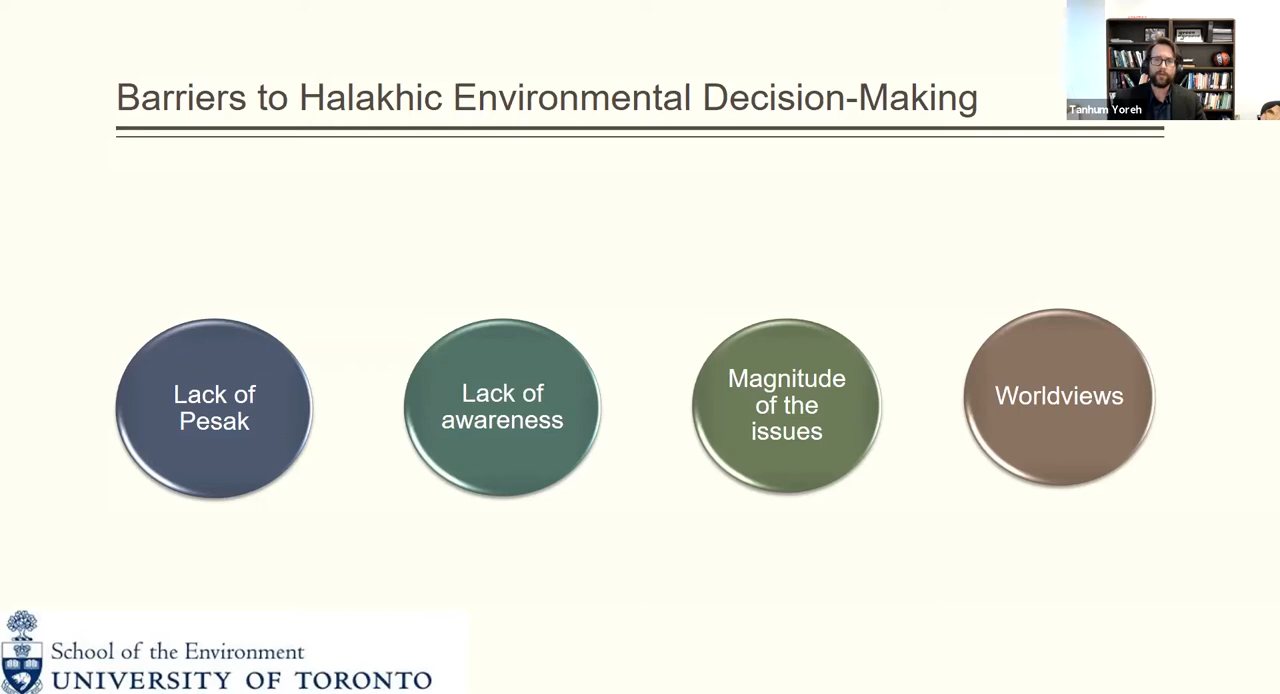 Barriers to Halakhic Environmental Decision-Making
Tanhum Yoreh
Lack of
Pesak
Lack of
awareness
Magnitude
of the
issues
Worldviews
School of the Environment
UNIVERSITY OF TORONTO